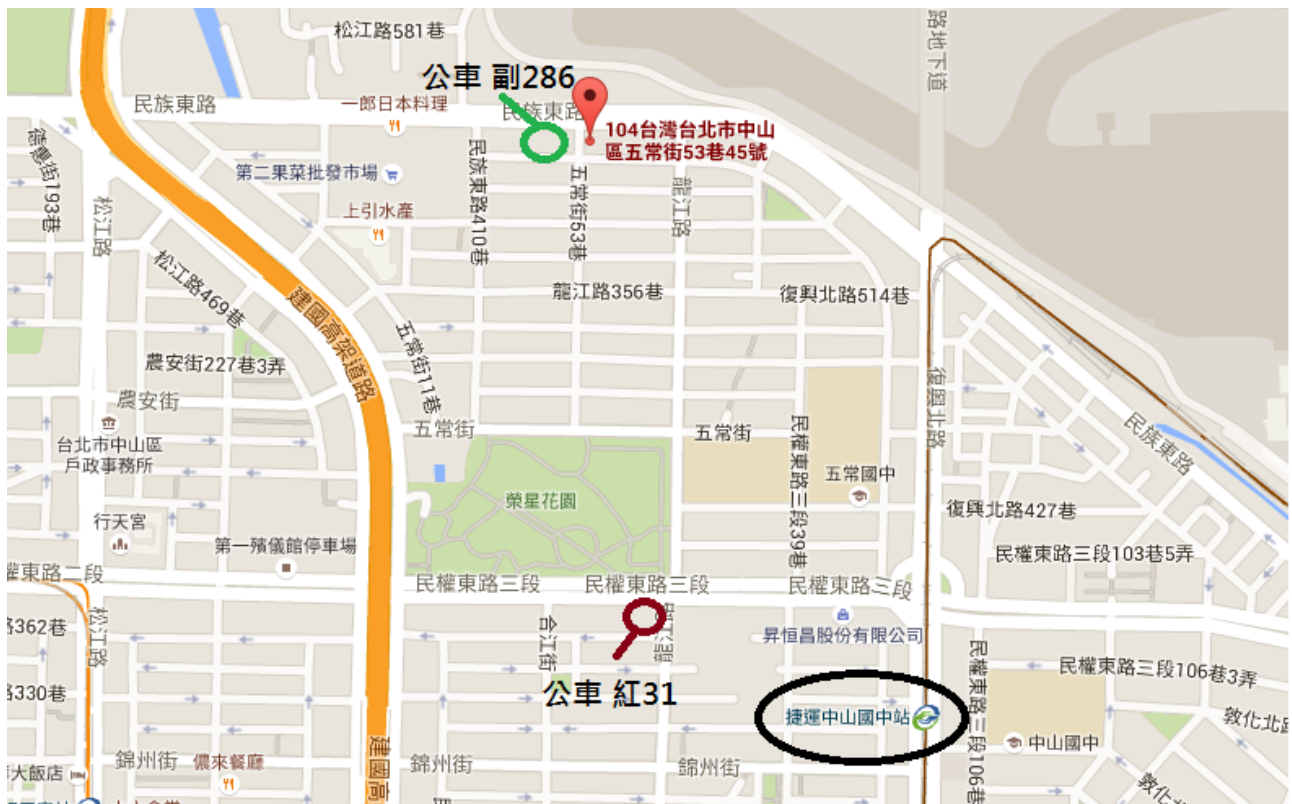 松江路581巷
路地下道
公車 副286
民族東路
一郎日本料理
民族東路
104台灣台北市中山
區五常街53巷45號
德惠街193巷
第二果菜批發市場
民族東路410巷
五常街53巷
龍江路
松江路
上引水產
松江路469巷
建國高架道路
龍江路356巷
復興北路514巷
五常街11巷
農安街227巷3弄
農安街
復興北路
台北市中山區
戶政事務所
五常街
五常街
民權東路三段39巷
民族東路
五常國中
榮星花園
復興北路427巷
行天宮
第一殯儀館停車場
民權東路三段103巷5弄
權東路二段
民權東路三段
民權東路三段
民權東路三段
362巷
松江路
合江街
龍江路
昇恒昌股份有限公司
民權東路三段106巷
民權東路三段106巷3弄
330巷
公車 紅31
捷運中山國中站
敦化北路
中山國中
錦州街
儂來餐廳
建國高
錦州街
錦州街
大飯店
敦化北